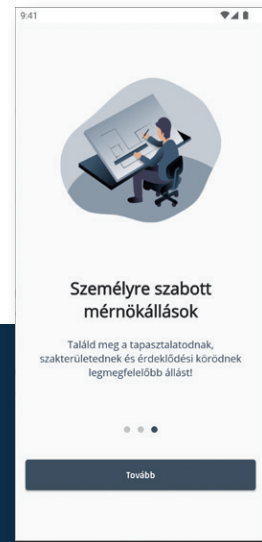 9:41
Személyre szabott
mérnökállások
Találd meg a tapasztalatodnak,
szakterületednek és érdeklődési körödnek
legmegfelelőbb állást!
Tovább